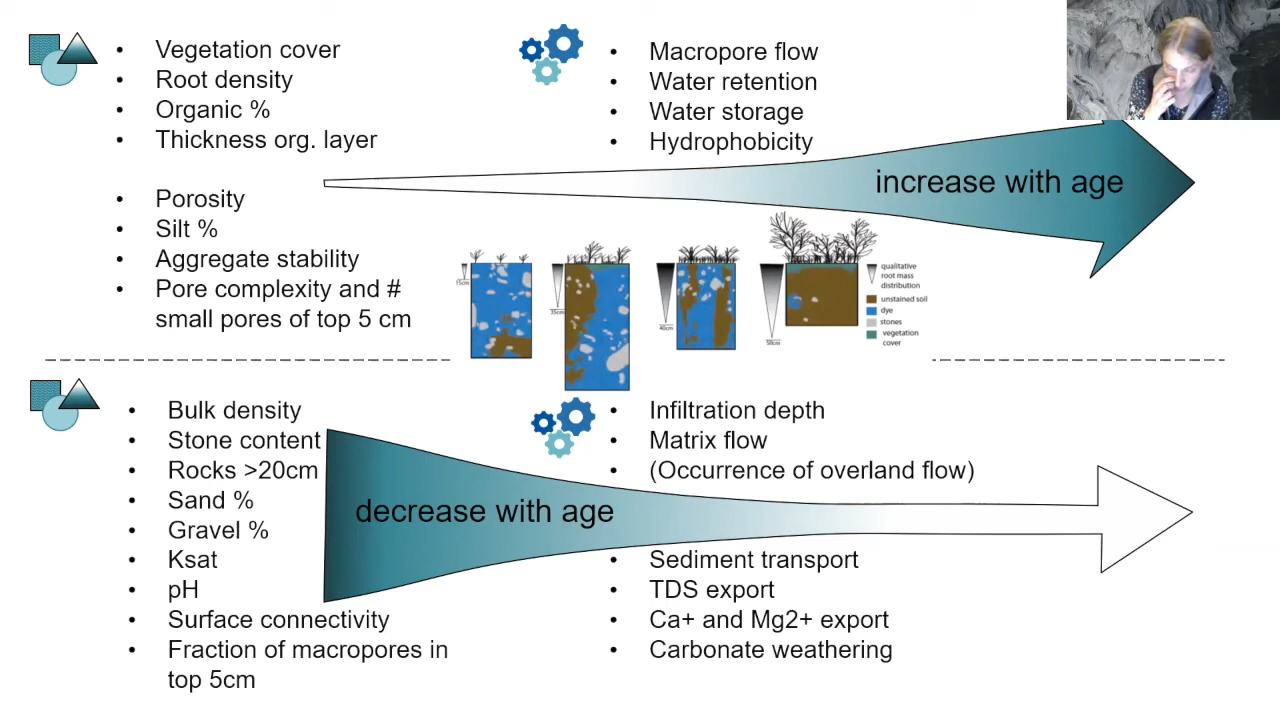 Vegetation cover
Root density
Organic %
Thickness org. layer
Porosity
Silt %
Aggregate stability
Pore complexity and #
small pores of top 5 cm
Macropore flow
Water retention
Water storage
Hydrophobicity
increase with age
15cm
35cm
40cm
50cm
qualitative
root mass
distribution
unstained soil
dye
stones
vegetation
cover
Bulk density
Stone content
Rocks >20cm
Sand %
Gravel %
Ksat
pH
Surface connectivity
Fraction of macropores in
top 5cm
decrease with age
Infiltration depth
Matrix flow
(Occurrence of overland flow)
Sediment transport
TDS export
Ca+ and Mg2+ export
Carbonate weathering